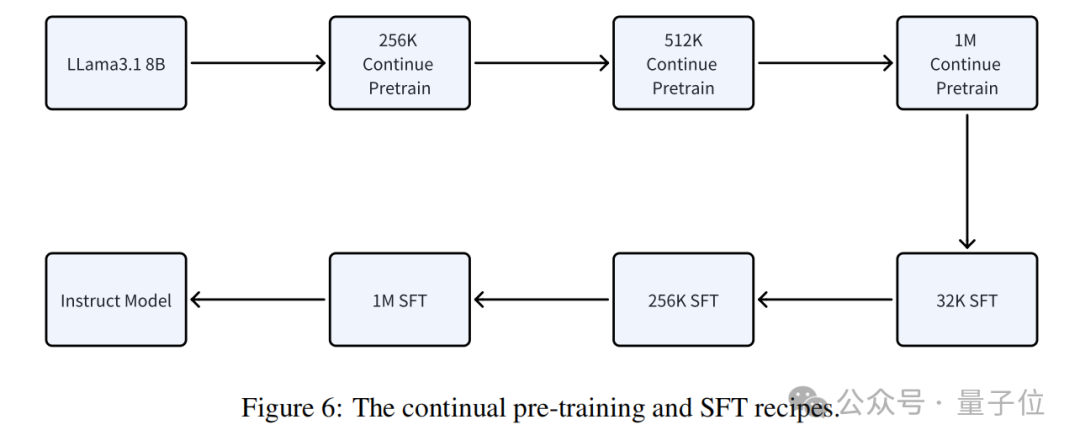 LLama3.1 8B
256K
Continue
Pretrain
512K
Continue
Pretrain
1M
Continue
Pretrain
32K SFT
256K SFT
1M SFT
Instruct Model
Figure 6: The continual pre-training and SFT recipes.
公众号 · 量子位